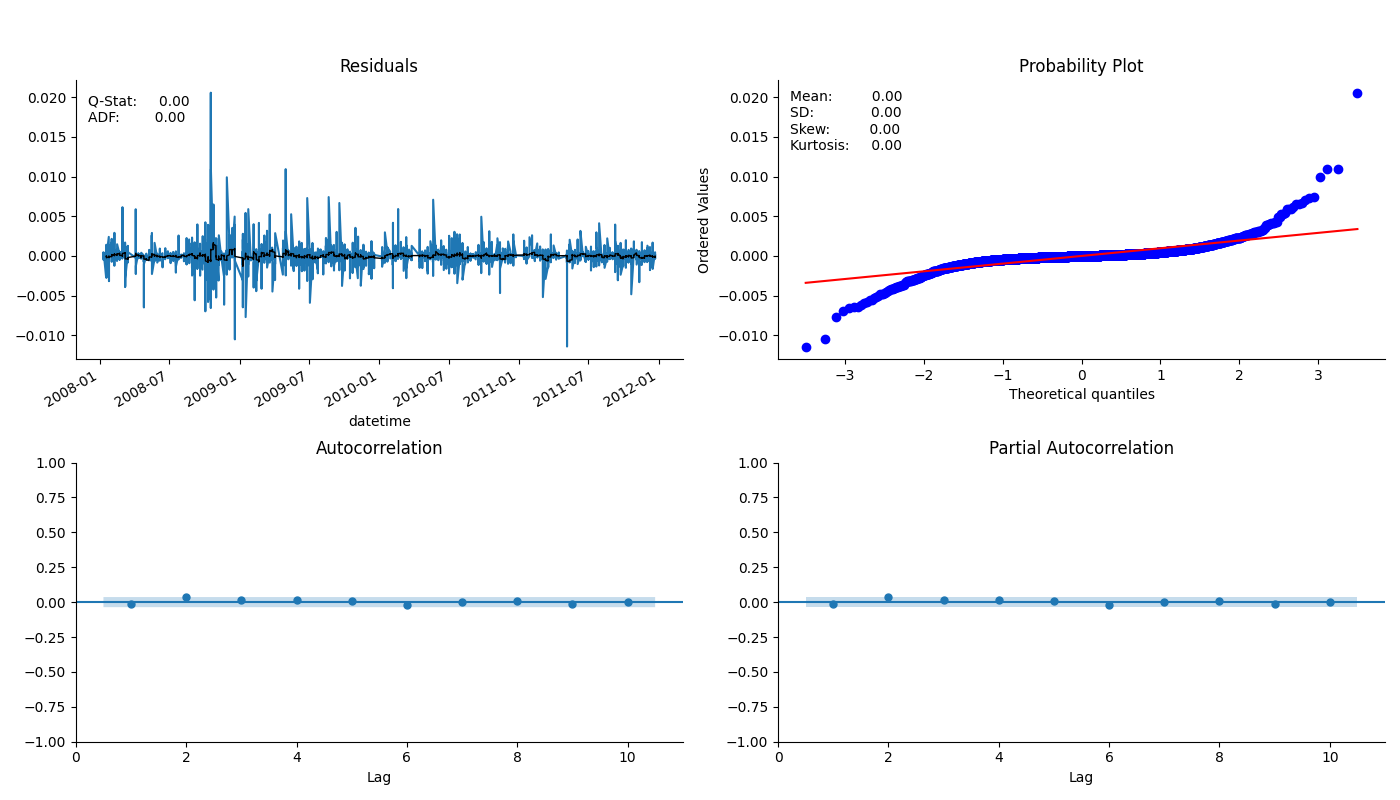 Residuals
Q-Stat: 0.00
ADF: 0.00
0.020
0.015
0.010
0.005
0.000
−0.005
−0.010
2008-01 2008-07 2009-01 2009-07 2010-01 2010-07 2011-01 2011-07 2012-01
datetime
Probability Plot
Mean: 0.00
SD: 0.00
Skew: 0.00
Kurtosis: 0.00
Ordered Values
0.020
0.015
0.010
0.005
0.000
−0.005
−0.010
−3 −2 −1 0 1 2 3
Theoretical quantiles
Autocorrelation
1.00
0.75
0.50
0.25
0.00
−0.25
−0.50
−0.75
−1.00
0 2 4 6 8 10
Lag
Partial Autocorrelation
1.00
0.75
0.50
0.25
0.00
−0.25
−0.50
−0.75
−1.00
0 2 4 6 8 10
Lag